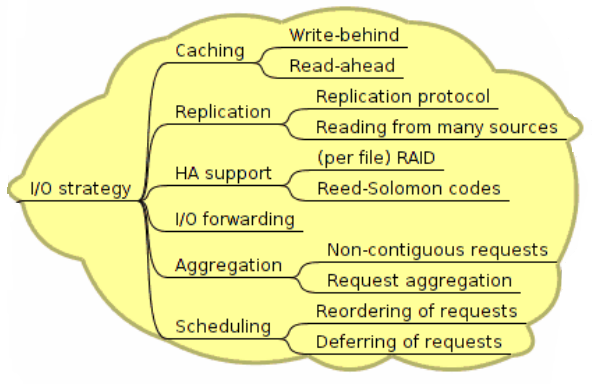 I/O strategy
Caching
Write-behind
Read-ahead
Replication
Replication protocol
Reading from many sources
HA support
(per file) RAID
Reed-Solomon codes
I/O forwarding
Aggregation
Non-contiguous requests
Request aggregation
Scheduling
Reordering of requests
Deferring of requests